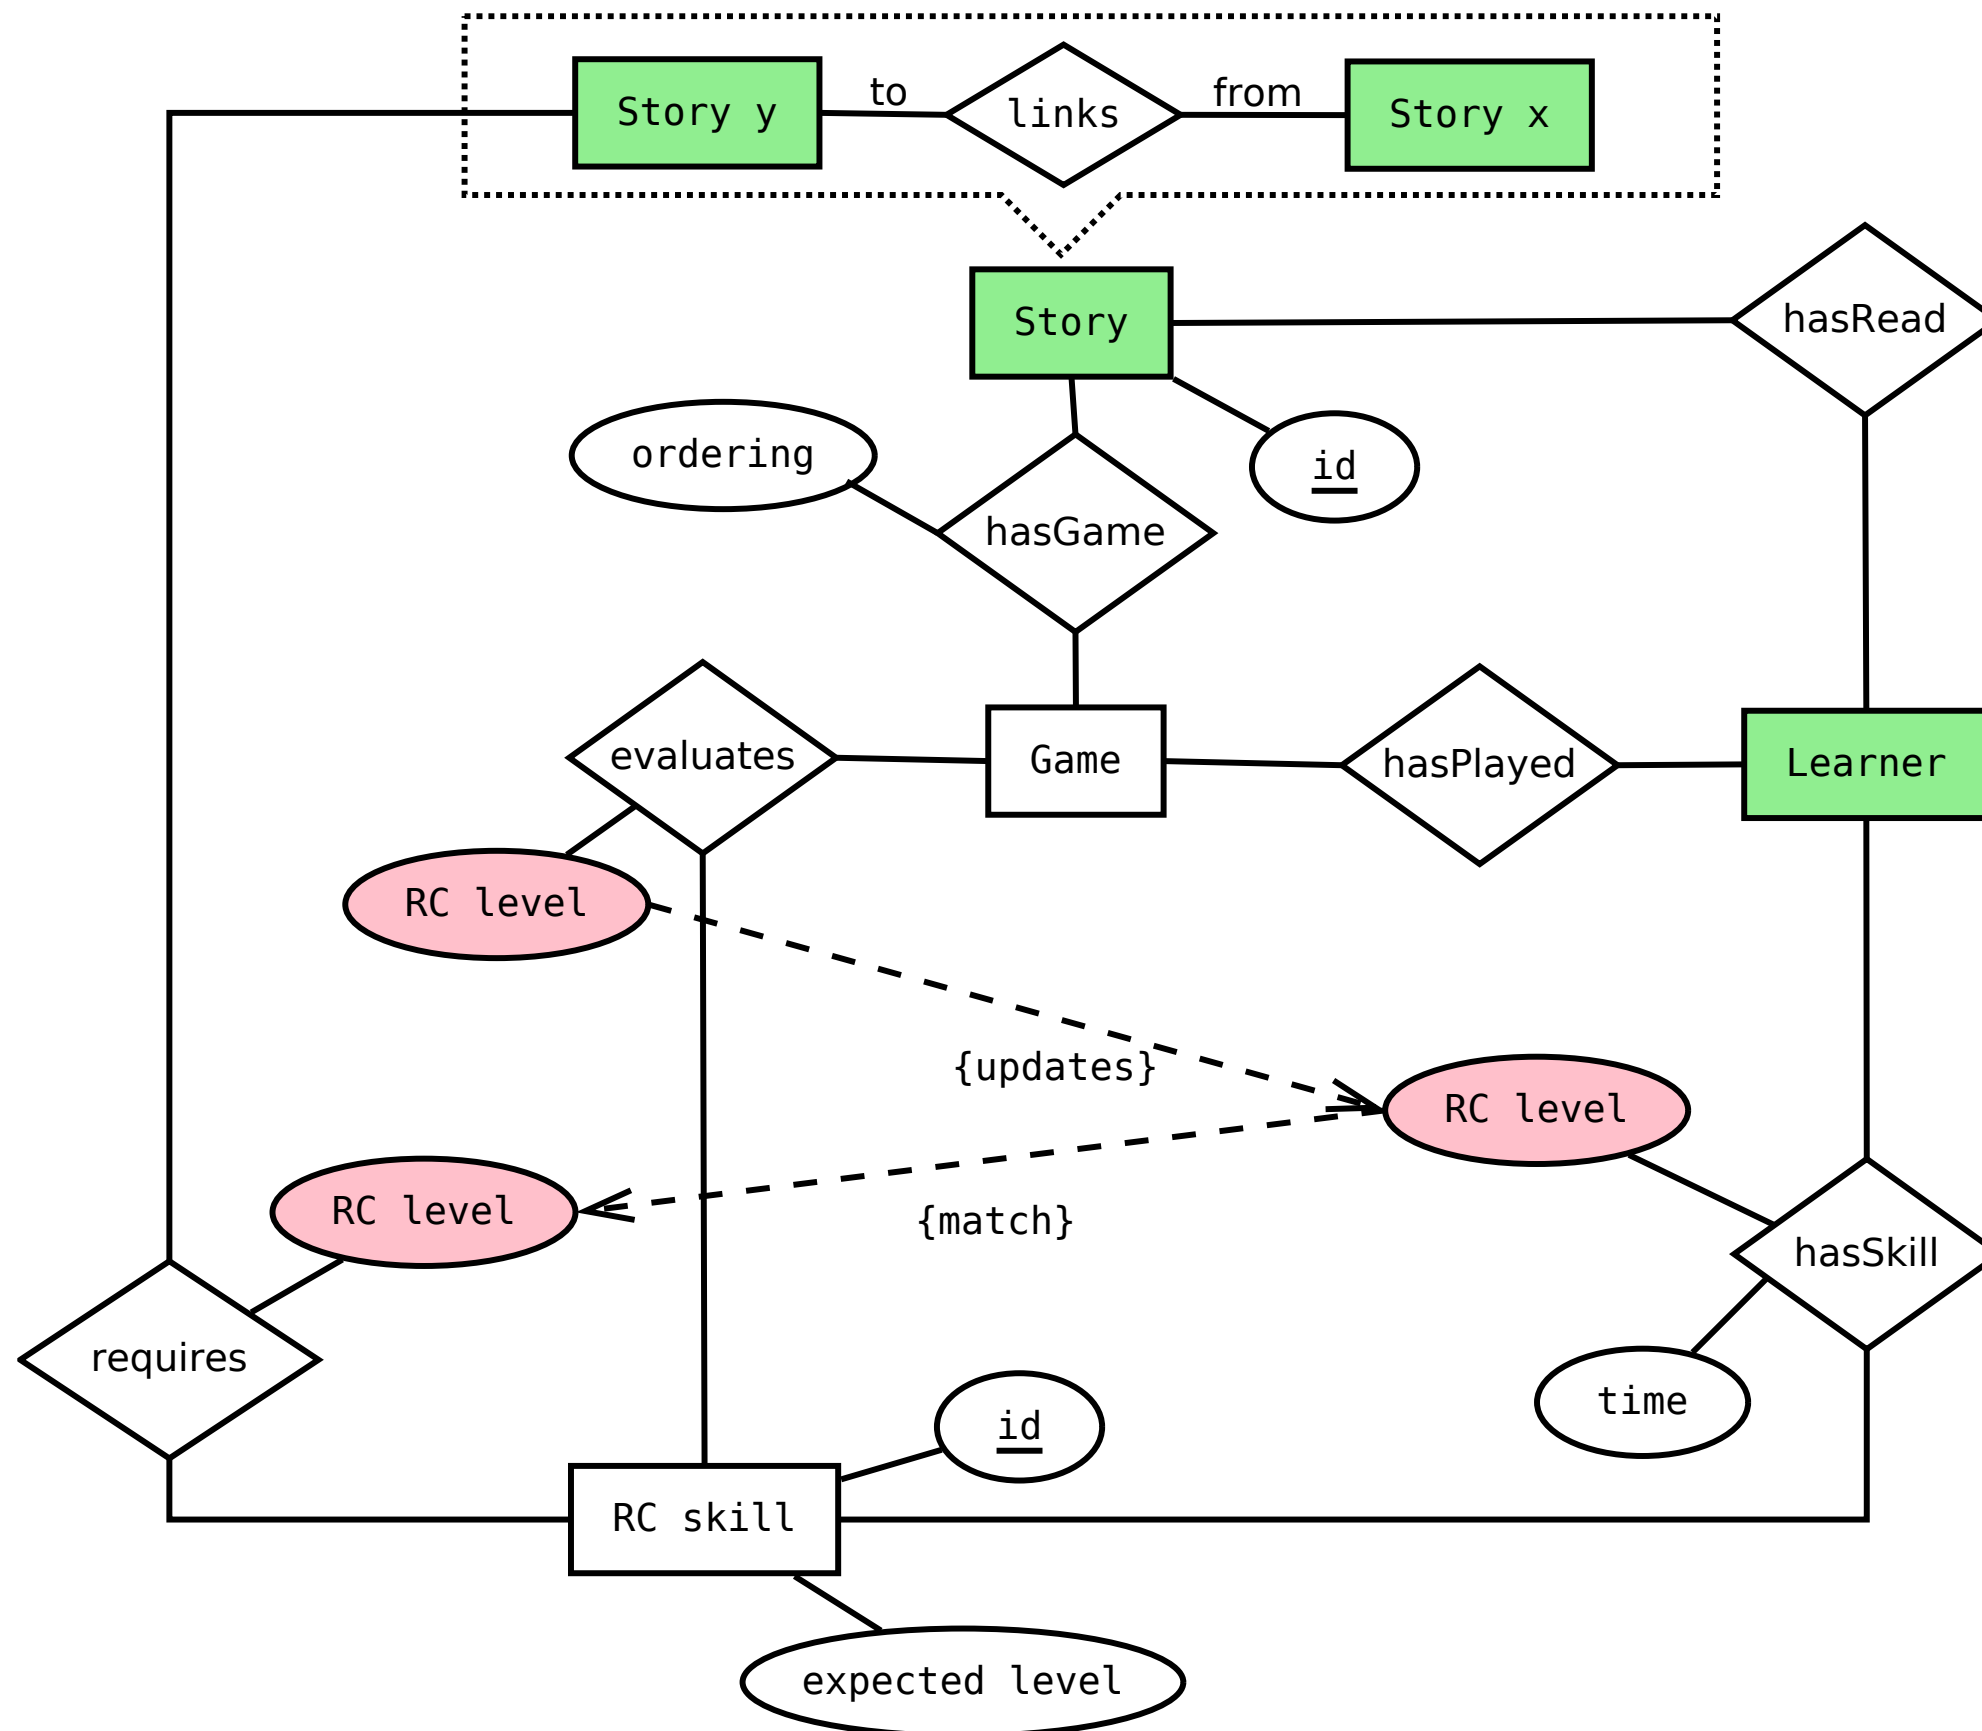 to
from
Story y
links
Story x
Story
hasRead
ordering
id
hasGame
evaluates
Game
hasPlayed
Learner
RC level
{updates}
RC level
RC level
{match}
hasSkill
requires
time
id
RC skill
expected level